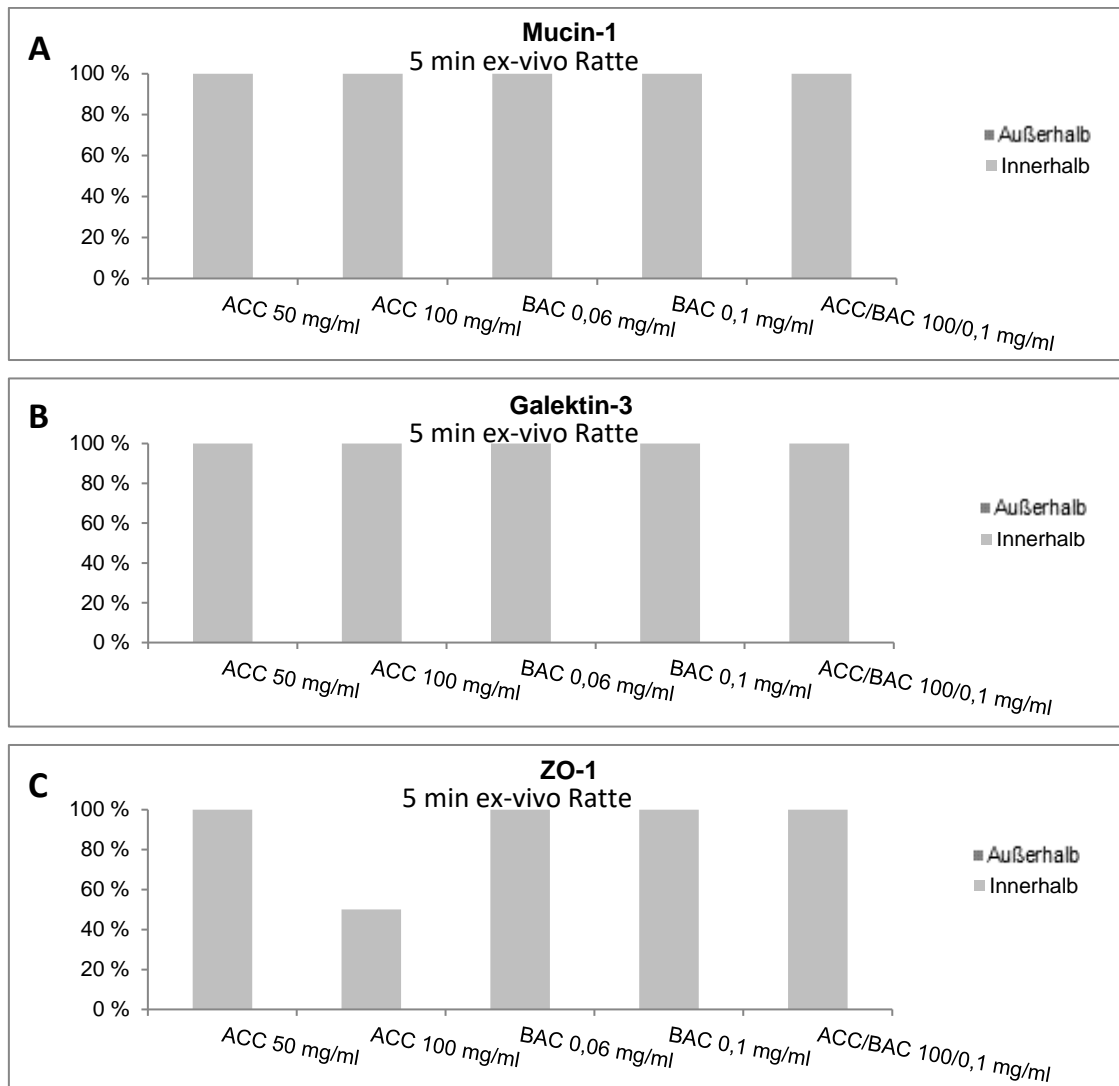 A
Mucin-1
5 min ex-vivo Ratte
100 %
80 %
60 %
40 %
20 %
0 %
Außerhalb
Innerhalb
ACC 50 mg/ml
ACC 100 mg/ml
BAC 0,06 mg/ml
BAC 0,1 mg/ml
ACC/BAC 100/0,1 mg/ml
B
Galektin-3
5 min ex-vivo Ratte
100 %
80 %
60 %
40 %
20 %
0 %
Außerhalb
Innerhalb
ACC 50 mg/ml
ACC 100 mg/ml
BAC 0,06 mg/ml
BAC 0,1 mg/ml
ACC/BAC 100/0,1 mg/ml
C
ZO-1
5 min ex-vivo Ratte
100 %
80 %
60 %
40 %
20 %
0 %
Außerhalb
Innerhalb
ACC 50 mg/ml
ACC 100 mg/ml
BAC 0,06 mg/ml
BAC 0,1 mg/ml
ACC/BAC 100/0,1 mg/ml